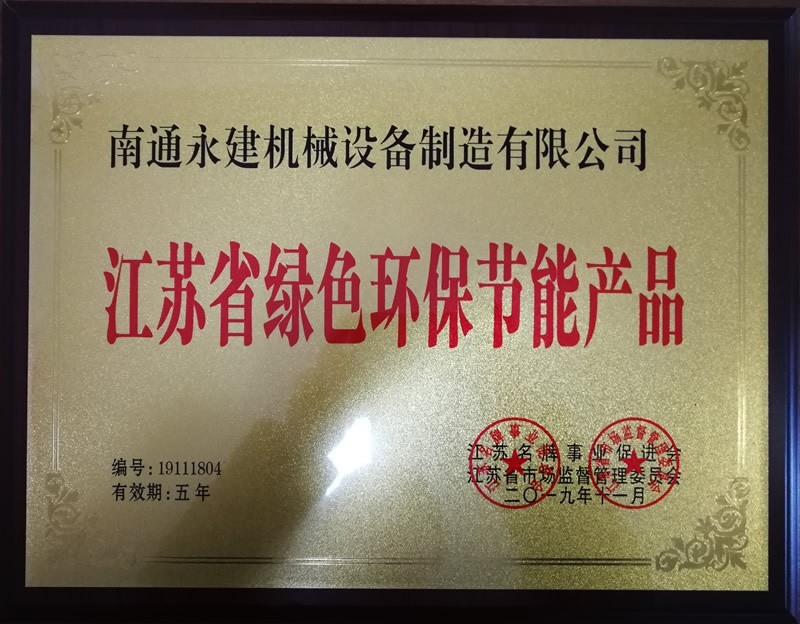 南通永建机械设备制造有限公司
江苏省绿色环保节能产品
编号：19111804
有效期：五年
江苏名牌事业促进会
江苏省市场监督管理委员会
二〇一九年十一月